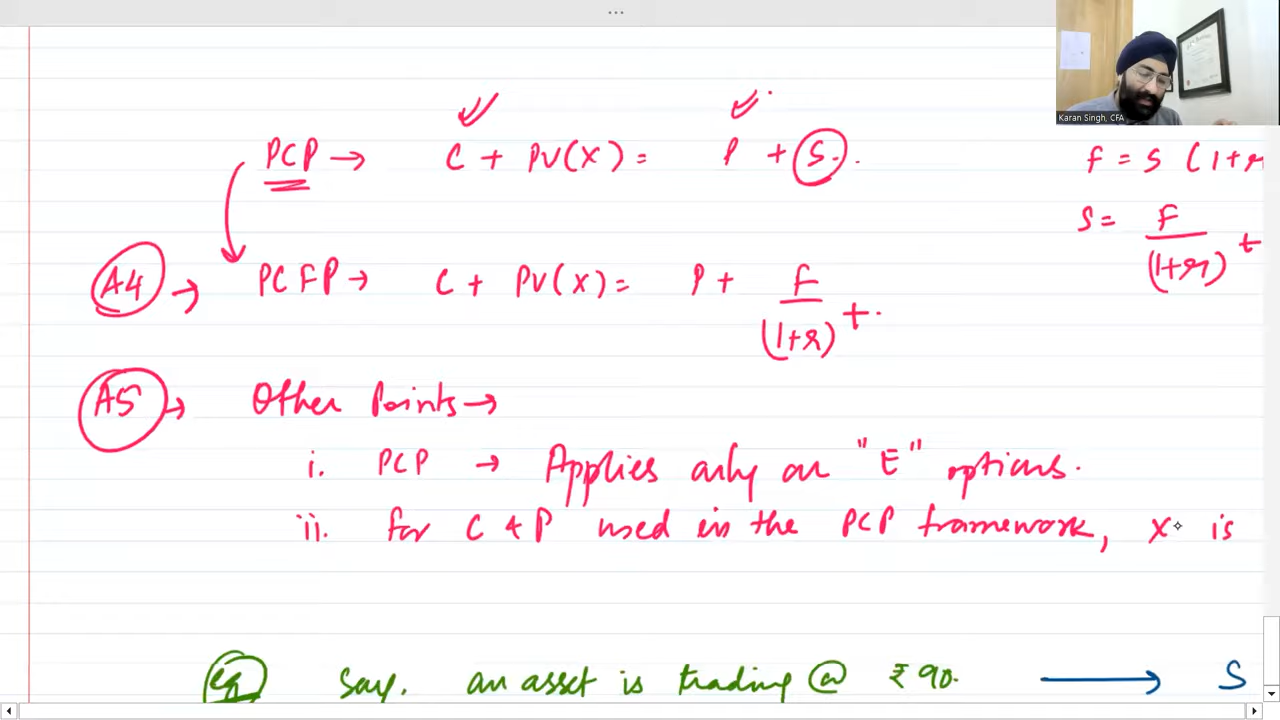 Karan Singh, CFA
PCP → C + PV(X) = P + S.
F = S (1+r
S = F / (1+r)^t
A4 → PCFP → C + PV(X) = P + F / (1+r)^t.
A5 → Other Points →
i. PCP → Applies only on "E" options.
ii. For C & P used in the PCP framework, X is
eg Say. an asset is trading @ ₹90. → S